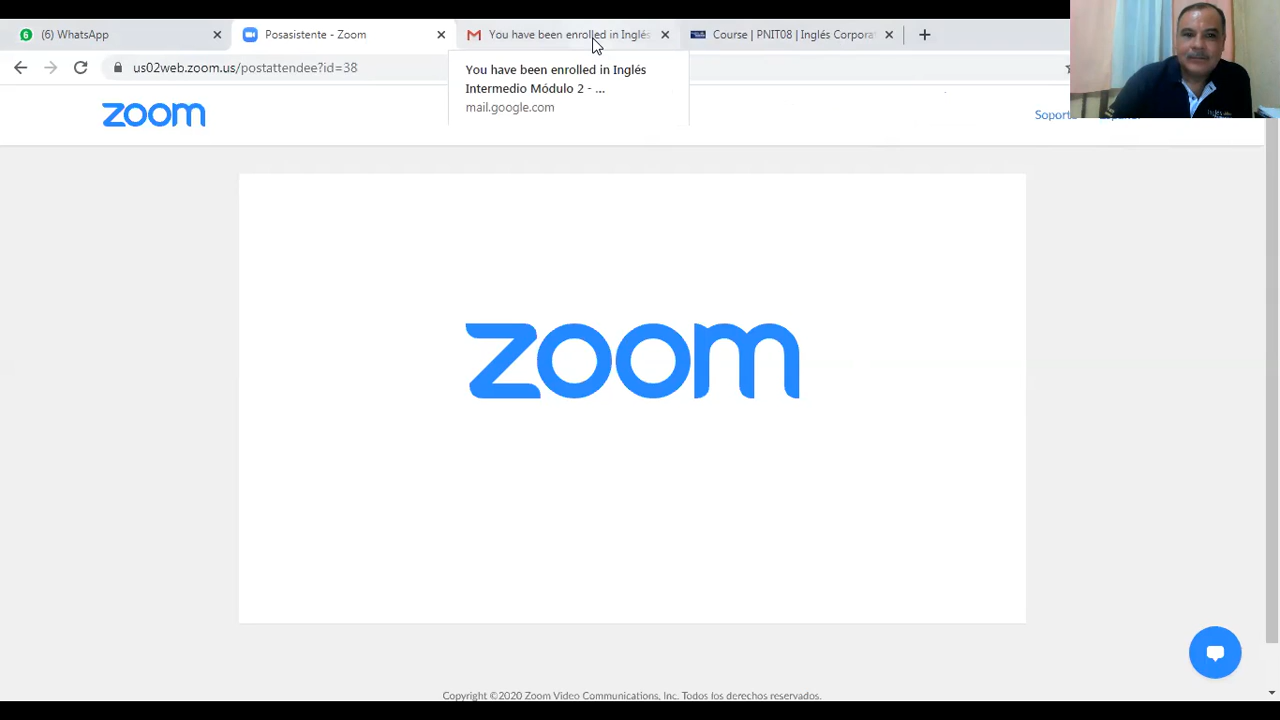 6 (6) WhatsApp
Posasistente - Zoom
You have been enrolled in Inglés
Course | PNIT08 | Inglés Corpora
us02web.zoom.us/postattendee?id=38
You have been enrolled in Inglés
Intermedio Módulo 2 - ...
mail.google.com
zoom
Soport
zoom
Copyright ©2020 Zoom Video Communications, Inc. Todos los derechos reservados.